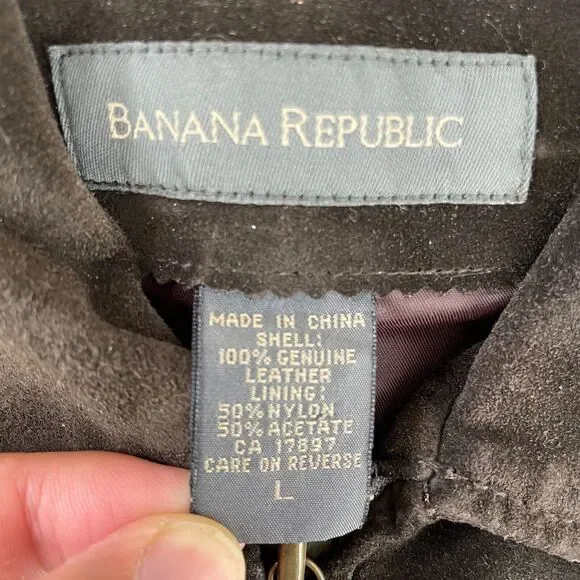 BANANA REPUBLIC
MADE IN CHINA
SHELL:
100% GENUINE
LEATHER
LINING:
50% NYLON
50% ACETATE
CA 17897
CARE ON REVERSE
L